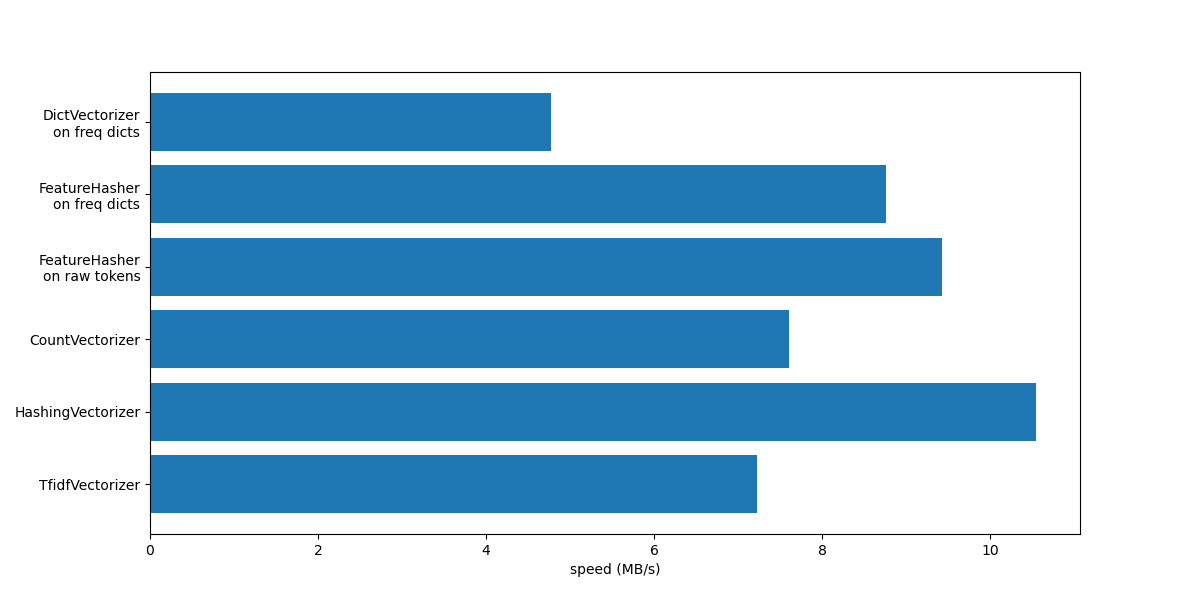 DictVectorizer
on freq dicts
FeatureHasher
on freq dicts
FeatureHasher
on raw tokens
CountVectorizer
HashingVectorizer
TfidfVectorizer
0 2 4 6 8 10
speed (MB/s)